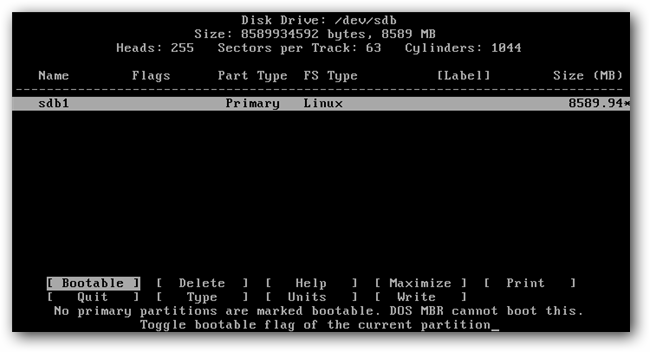 Disk Drive: /dev/sdb
Size: 8589934592 bytes, 8589 MB
Heads: 255 Sectors per Track: 63 Cylinders: 1044
Name Flags Part Type FS Type [Label] Size (MB)
sdb1 Primary Linux 8589.94*
[ Bootable ] [ Delete ] [ Help ] [ Maximize ] [ Print ]
[ Quit ] [ Type ] [ Units ] [ Write ]
No primary partitions are marked bootable. DOS MBR cannot boot this.
Toggle bootable flag of the current partition_